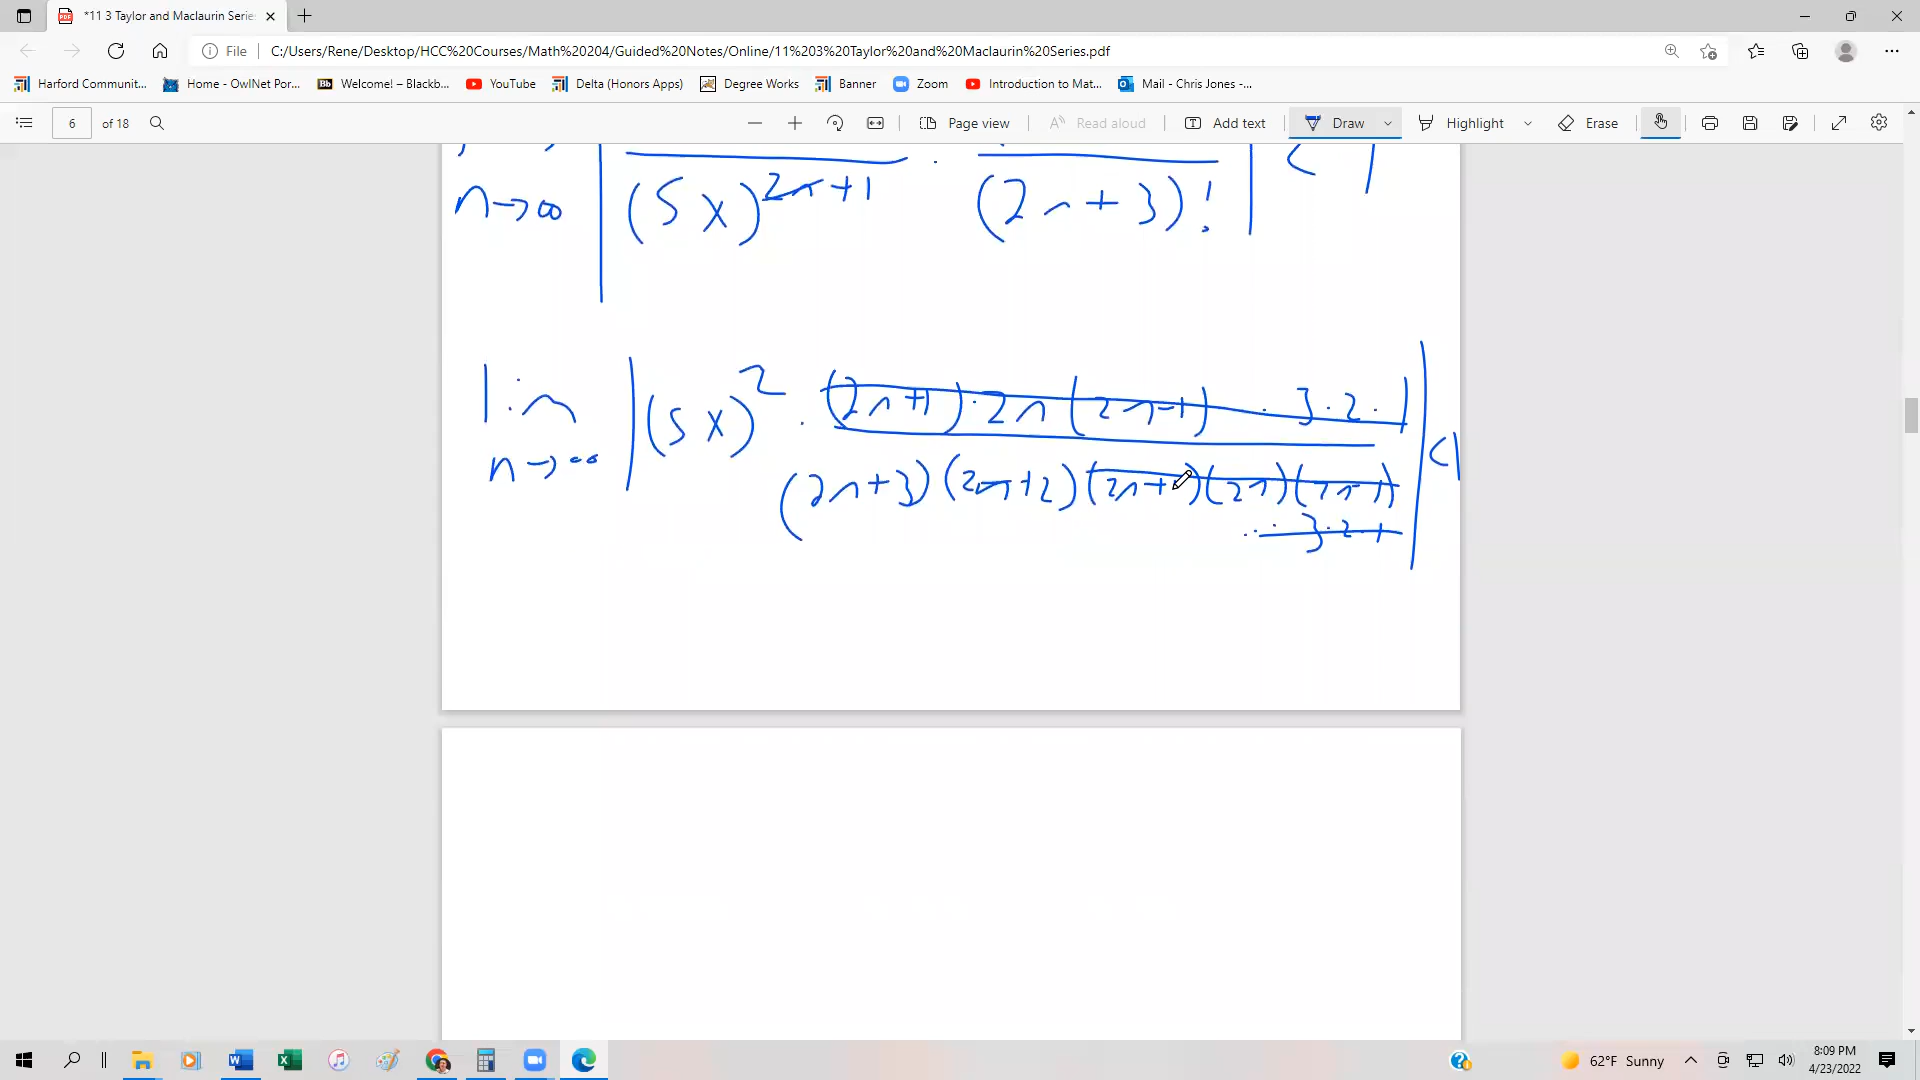 *11 3 Taylor and Maclaurin Serie
File C:/Users/Rene/Desktop/HCC%20Courses/Math%20204/Guided%20Notes/Online/11%203%20Taylor%20and%20Maclaurin%20Series.pdf
Harford Communit... Home - OwlNet Por... Welcome! – Blackb... YouTube Delta (Honors Apps) Degree Works Banner Zoom Introduction to Mat... Mail - Chris Jones -...
6 of 18 Page view Read aloud Add text Draw Highlight Erase
n→∞ | (5x)^2n+1 · (2n+3)! | < 1
lim | (5x)^2 · (2n+1)·2n(2n-1) ... 3·2·1 | <1
n→∞ (2n+3)(2n+2)(2n+1)(2n)(2n-1)
... 3·2·1
62°F Sunny
8:09 PM
4/23/2022